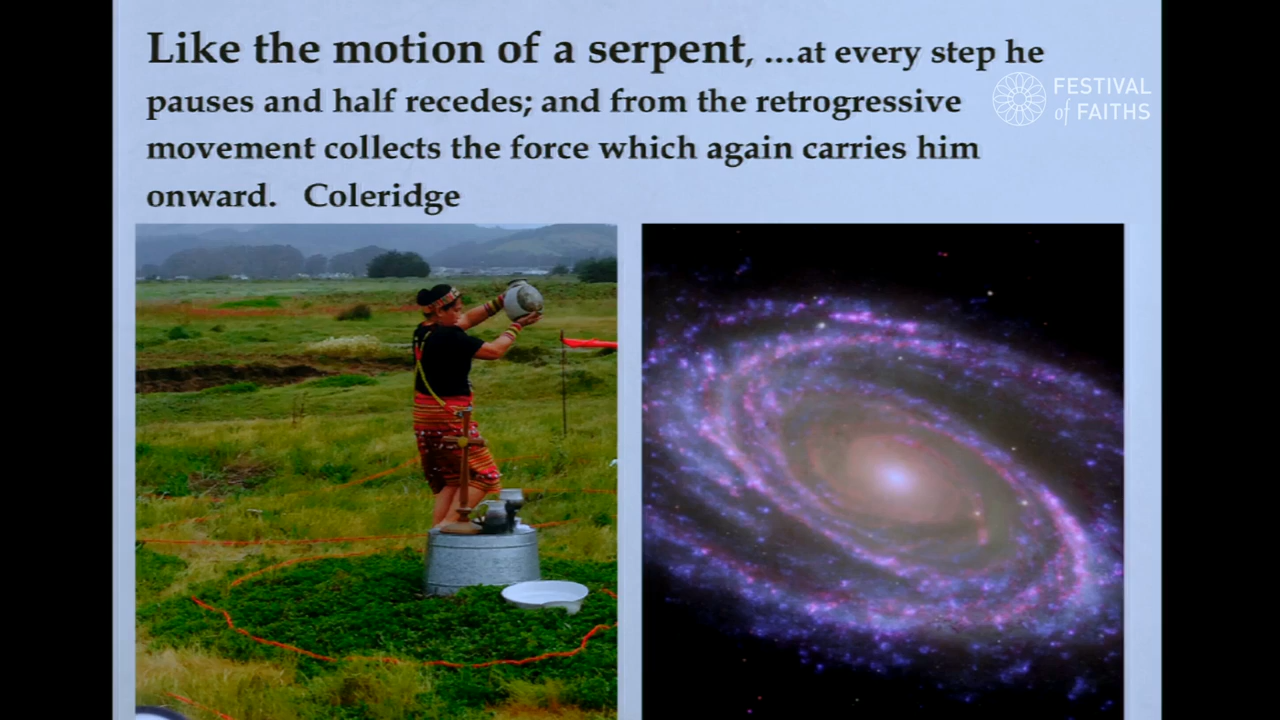 Like the motion of a serpent, ...at every step he
pauses and half recedes; and from the retrogressive
movement collects the force which again carries him
onward. Coleridge
FESTIVAL
of FAITHS